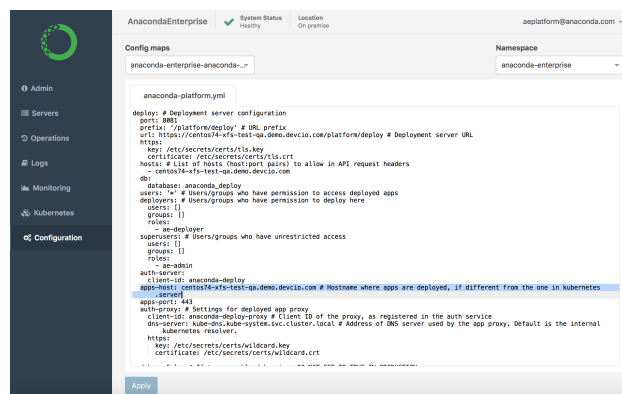 AnacondaEnterprise
System Status
Healthy
Location
On premise
aeplatform@anaconda.com
Config maps
Namespace
anaconda-enterprise-anaconda-...
anaconda-enterprise
Admin
Servers
Operations
Logs
Monitoring
Kubernetes
Configuration
anaconda-platform.yml
deploy: # Deployment server configuration
port: 8081
prefix: '/platform/deploy' # URL prefix
url: https://centos74-xfs-test-qa.demo.devcio.com/platform/deploy # Deployment server URL
https:
key: /etc/secrets/certs/tls.key
certificate: /etc/secrets/certs/tls.crt
hosts: # List of hosts (host:port pairs) to allow in API request headers
- centos74-xfs-test-qa.demo.devcio.com
db:
database: anaconda_deploy
users: '*' # Users/groups who have permission to access deployed apps
deployers: # Users/groups who have permission to deploy here
users: []
groups: []
roles:
- ae-deployer
superusers: # Users/groups who have unrestricted access
users: []
groups: []
roles:
- ae-admin
auth-server:
client-id: anaconda-deploy
apps-host: centos74-xfs-test-qa.demo.devcio.com # Hostname where apps are deployed, if different from the one in kubernetes
.server
apps-port: 443
auth-proxy: # Settings for deployed app proxy
client-id: anaconda-deploy-proxy # Client ID of the proxy, as registered in the auth service
dns-server: kube-dns.kube-system.svc.cluster.local # Address of DNS server used by the app proxy. Default is the internal
kubernetes resolver.
https:
key: /etc/secrets/certs/wildcard.key
certificate: /etc/secrets/certs/wildcard.crt
Apply